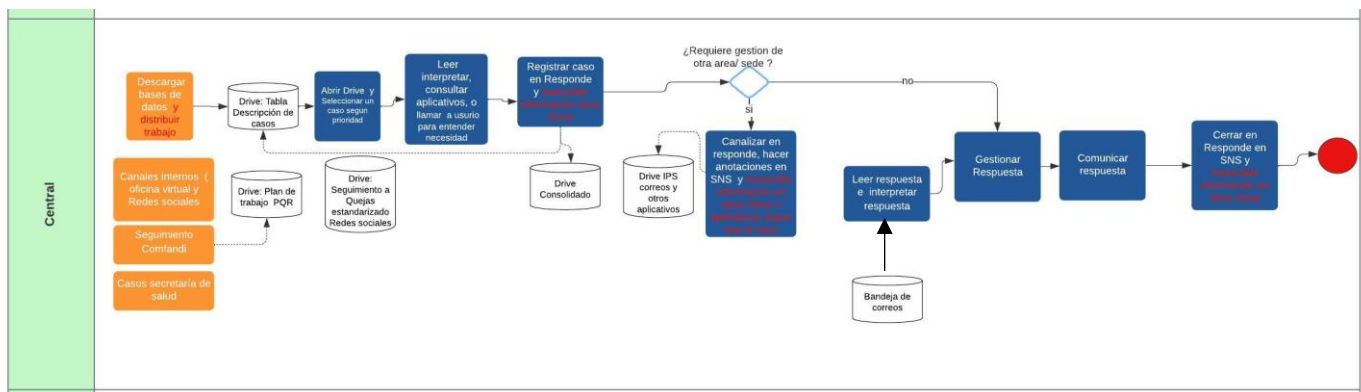 Central
Descargar
bases de
datos y
distribuir
trabajo
Drive: Tabla
Descripción de
casos
Abrir Drive y
Seleccionar un
caso segun
prioridad
Leer
interpretar,
consultar
aplicativos, o
llamar a usurio
para entender
necesidad
Registrar caso
en Responde
y
¿Requiere gestion de
otra area/ sede ?
no
si
Canales internos (
oficina virtual y
Redes sociales
Drive: Plan de
trabajo PQR
Drive:
Seguimiento a
Quejas
estandarizado
Redes sociales
Drive
Consolidado
Drive IPS
correos y
otros
aplicativos
Canalizar en
responde, hacer
anotaciones en
SNS y
Leer respuesta
e interpretar
respuesta
Gestionar
Respuesta
Comunicar
respuesta
Cerrar en
Responde en
SNS y
Seguimiento
Comfandi
Casos secretaría de
salud
Bandeja de
correos